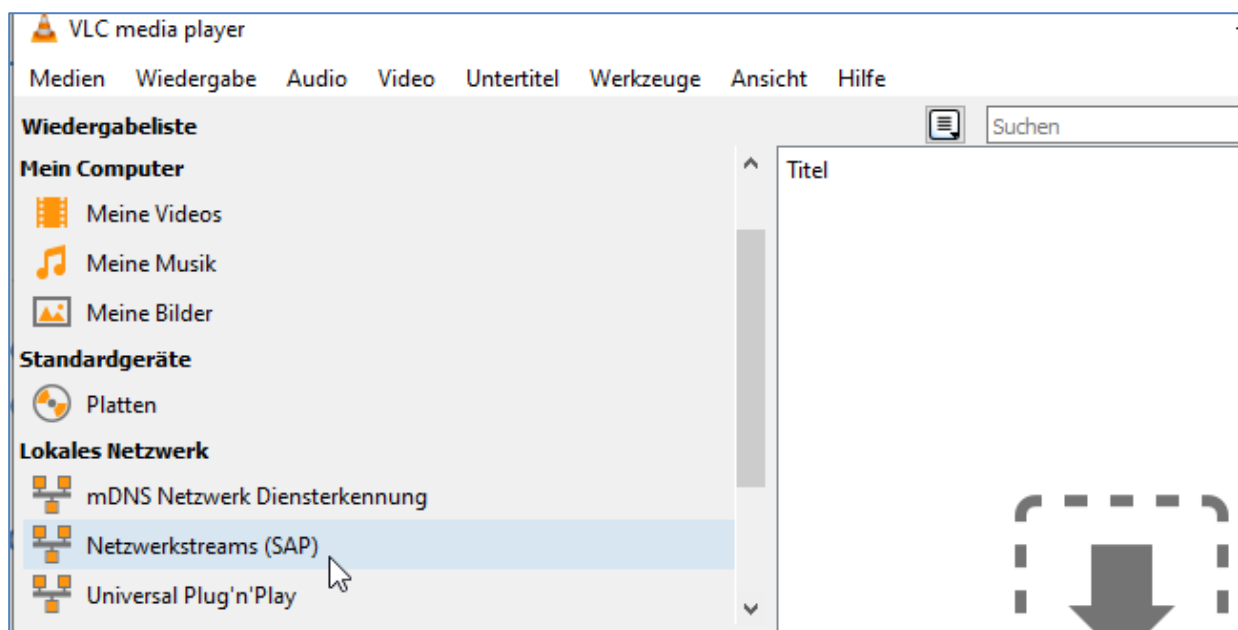 VLC media player
Medien Wiedergabe Audio Video Untertitel Werkzeuge Ansicht Hilfe
Wiedergabeliste
Suchen
Mein Computer
Titel
Meine Videos
Meine Musik
Meine Bilder
Standardgeräte
Platten
Lokales Netzwerk
mDNS Netzwerk Diensterkennung
Netzwerkstreams (SAP)
Universal Plug'n'Play